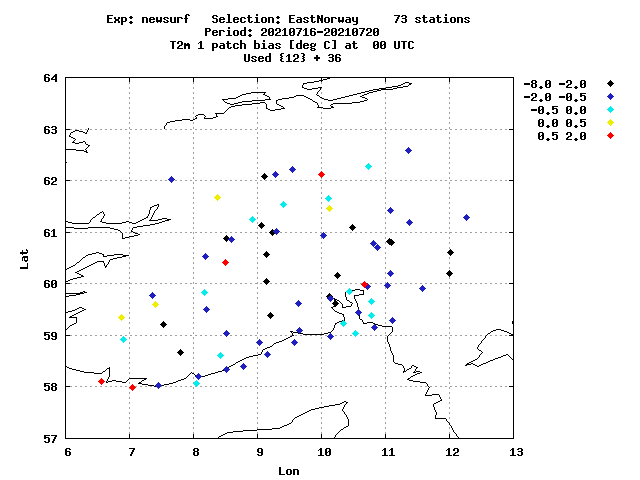 Exp: newsurf Selection: EastNorway 73 stations
Period: 20210716-20210720
T2m 1 patch bias [deg C] at 00 UTC
Used {12} + 36
-8.0 -2.0
-2.0 -0.5
-0.5 0.0
0.0 0.5
0.5 2.0
64
63
62
61
60
59
58
57
Lat
6 7 8 9 10 11 12 13
Lon